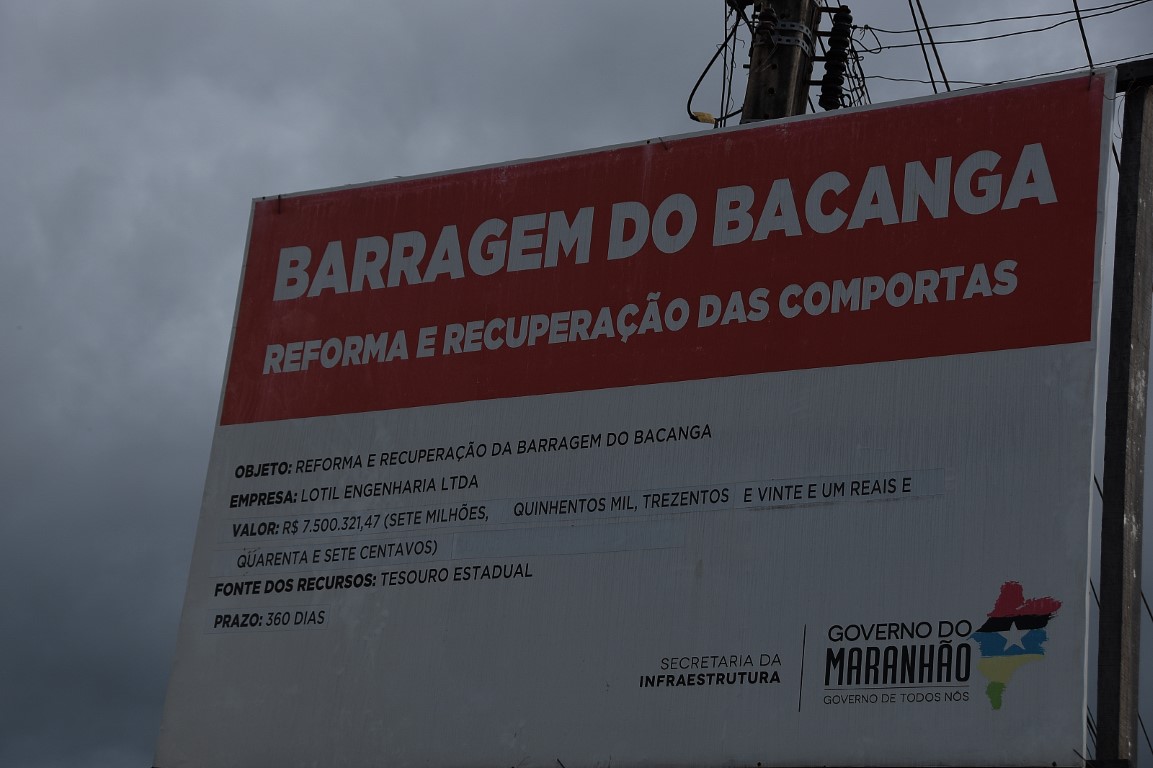 BARRAGEM DO BACANGA
REFORMA E RECUPERAÇÃO DAS COMPORTAS
OBJETO: REFORMA E RECUPERAÇÃO DA BARRAGEM DO BACANGA
EMPRESA: LOTIL ENGENHARIA LTDA
VALOR: R$ 7.500.321,47 (SETE MILHÕES, QUINHENTOS MIL, TREZENTOS E VINTE E UM REAIS E
QUARENTA E SETE CENTAVOS)
FONTE DOS RECURSOS: TESOURO ESTADUAL
PRAZO: 360 DIAS
SECRETARIA DA
INFRAESTRUTURA
GOVERNO DO
MARANHÃO
GOVERNO DE TODOS NÓS